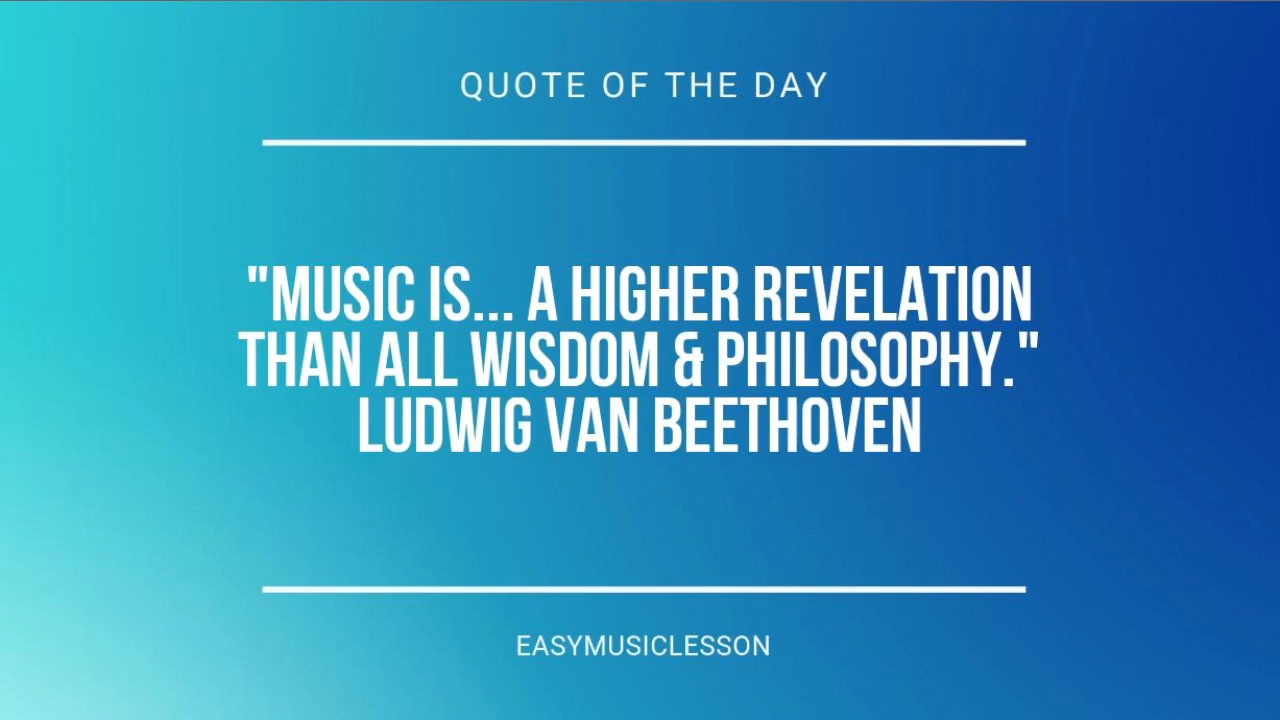 QUOTE OF THE DAY
"MUSIC IS... A HIGHER REVELATION
THAN ALL WISDOM & PHILOSOPHY."
LUDWIG VAN BEETHOVEN
EASYMUSICLESSON